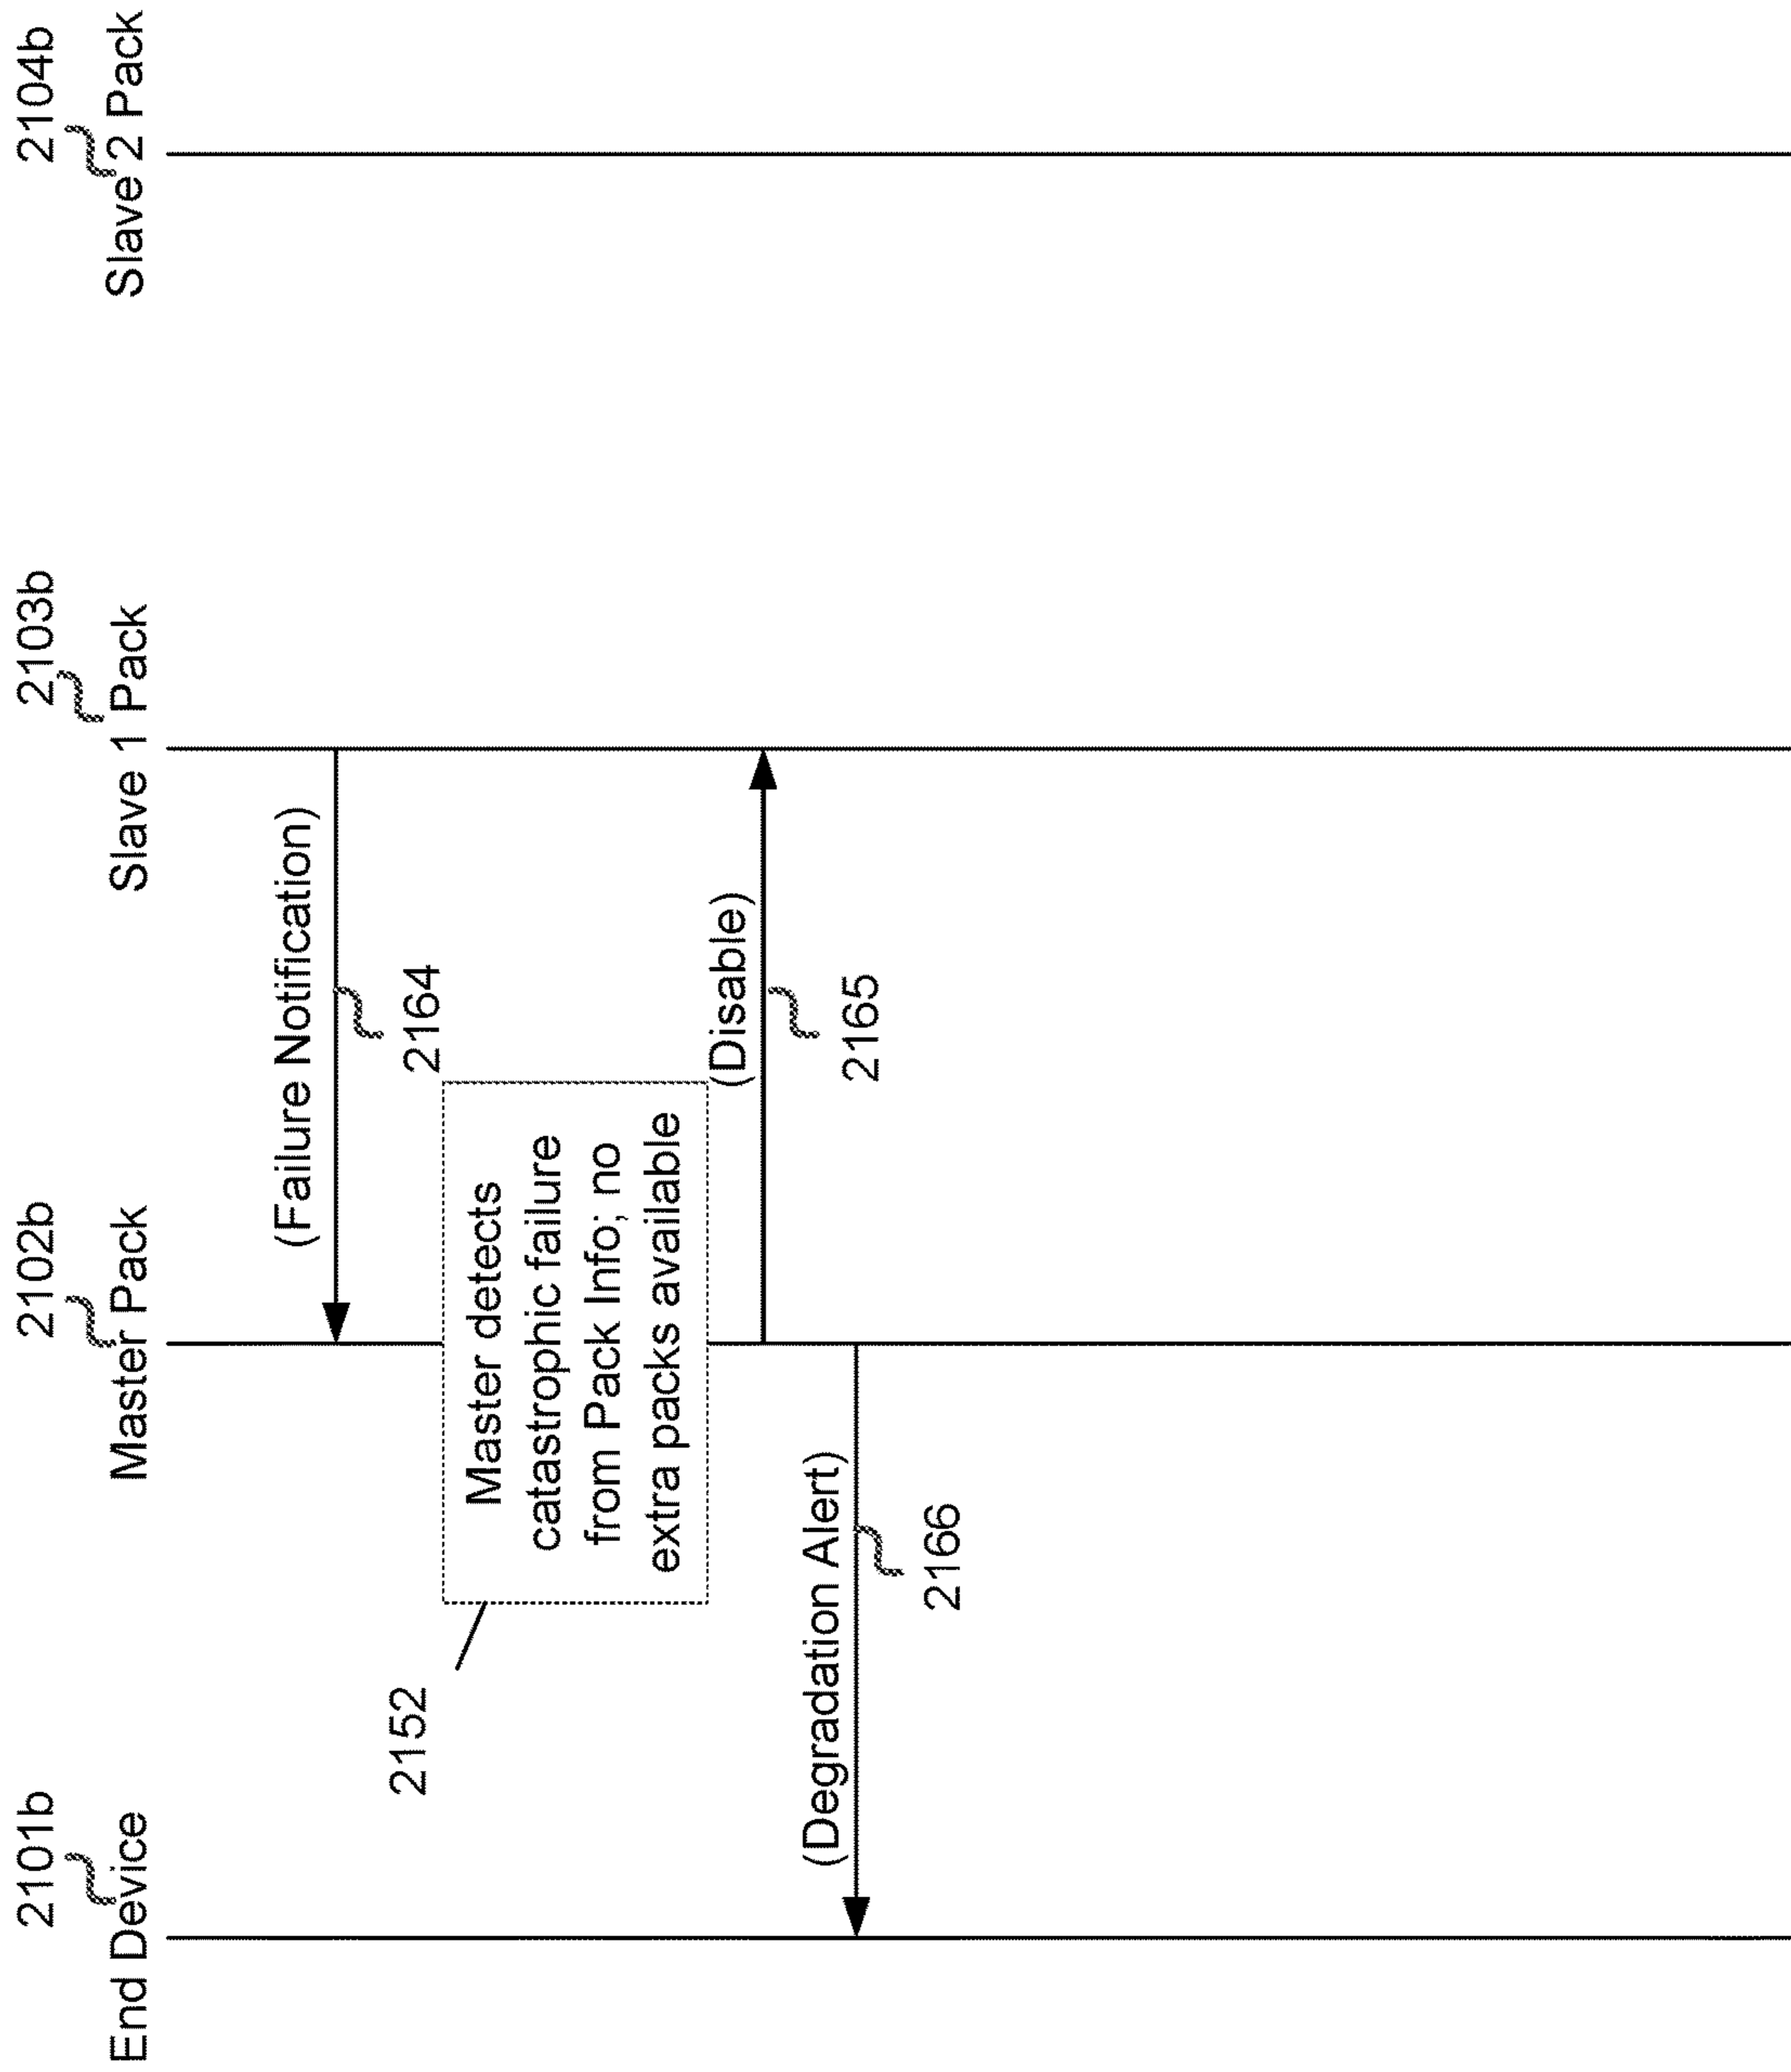 2101b
2102b
2103b
2104b
End Device
Master Pack
Slave 1 Pack
Slave 2 Pack
(Failure Notification)
2164
2152
Master detects
catastrophic failure
from Pack Info; no
extra packs available
(Disable)
2165
(Degradation Alert)
2166